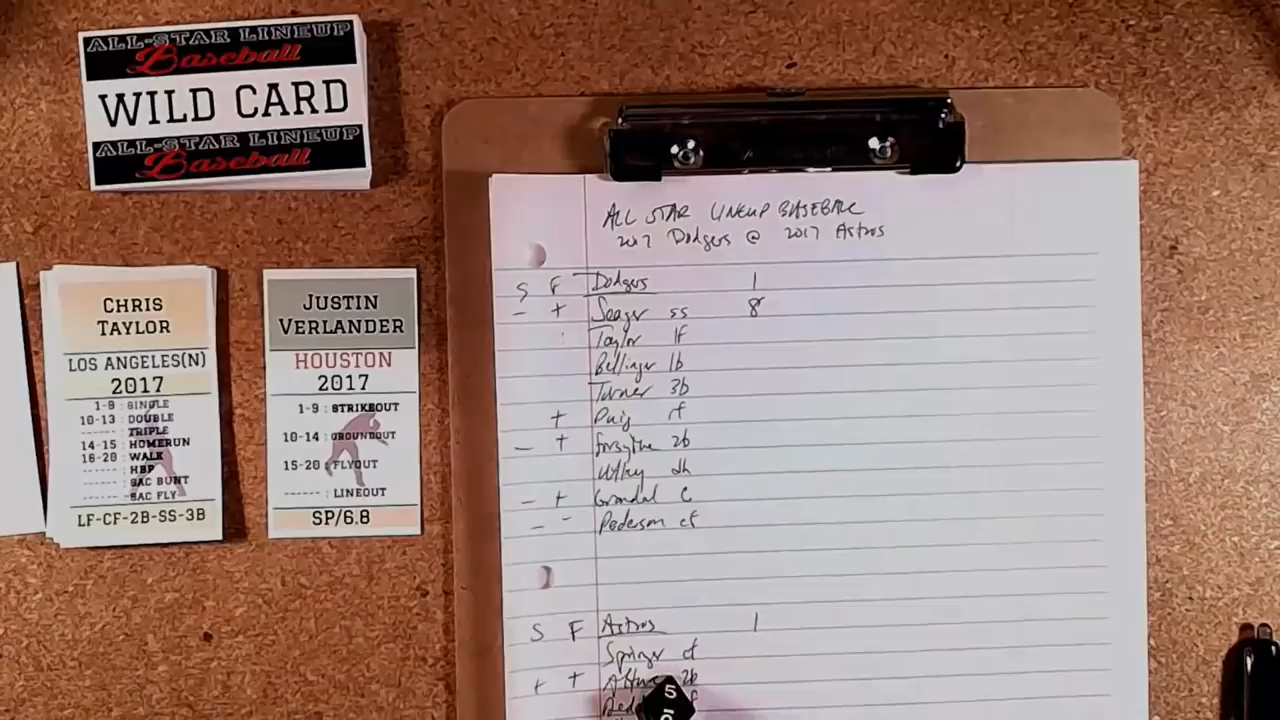 ALL-STAR LINEUP
Baseball
WILD CARD
ALL-STAR LINEUP
Baseball
CHRIS
TAYLOR
LOS ANGELES(N)
2017
1-9 : SINGLE
10-13 : DOUBLE
------ : TRIPLE
14-15 : HOMERUN
16-20 : WALK
------ : HBP
------ : SAC BUNT
------ : SAC FLY
LF-CF-2B-SS-3B
JUSTIN
VERLANDER
HOUSTON
2017
1-9 : STRIKEOUT
10-14 : GROUNDOUT
15-20 : FLYOUT
------ : LINEOUT
SP/6.8
ALL STAR LINEUP BASEBALL
2017 Dodgers @ 2017 Astros
S F Dodgers 1
- + Seager ss 8
Taylor lf
Bellinger 1b
Turner 3b
+ Puig rf
- + Forsythe 2b
Utley dh
- + Grandal c
- - Pederson cf
S F Astros 1
Springer cf
+ + Altuve 2b
5